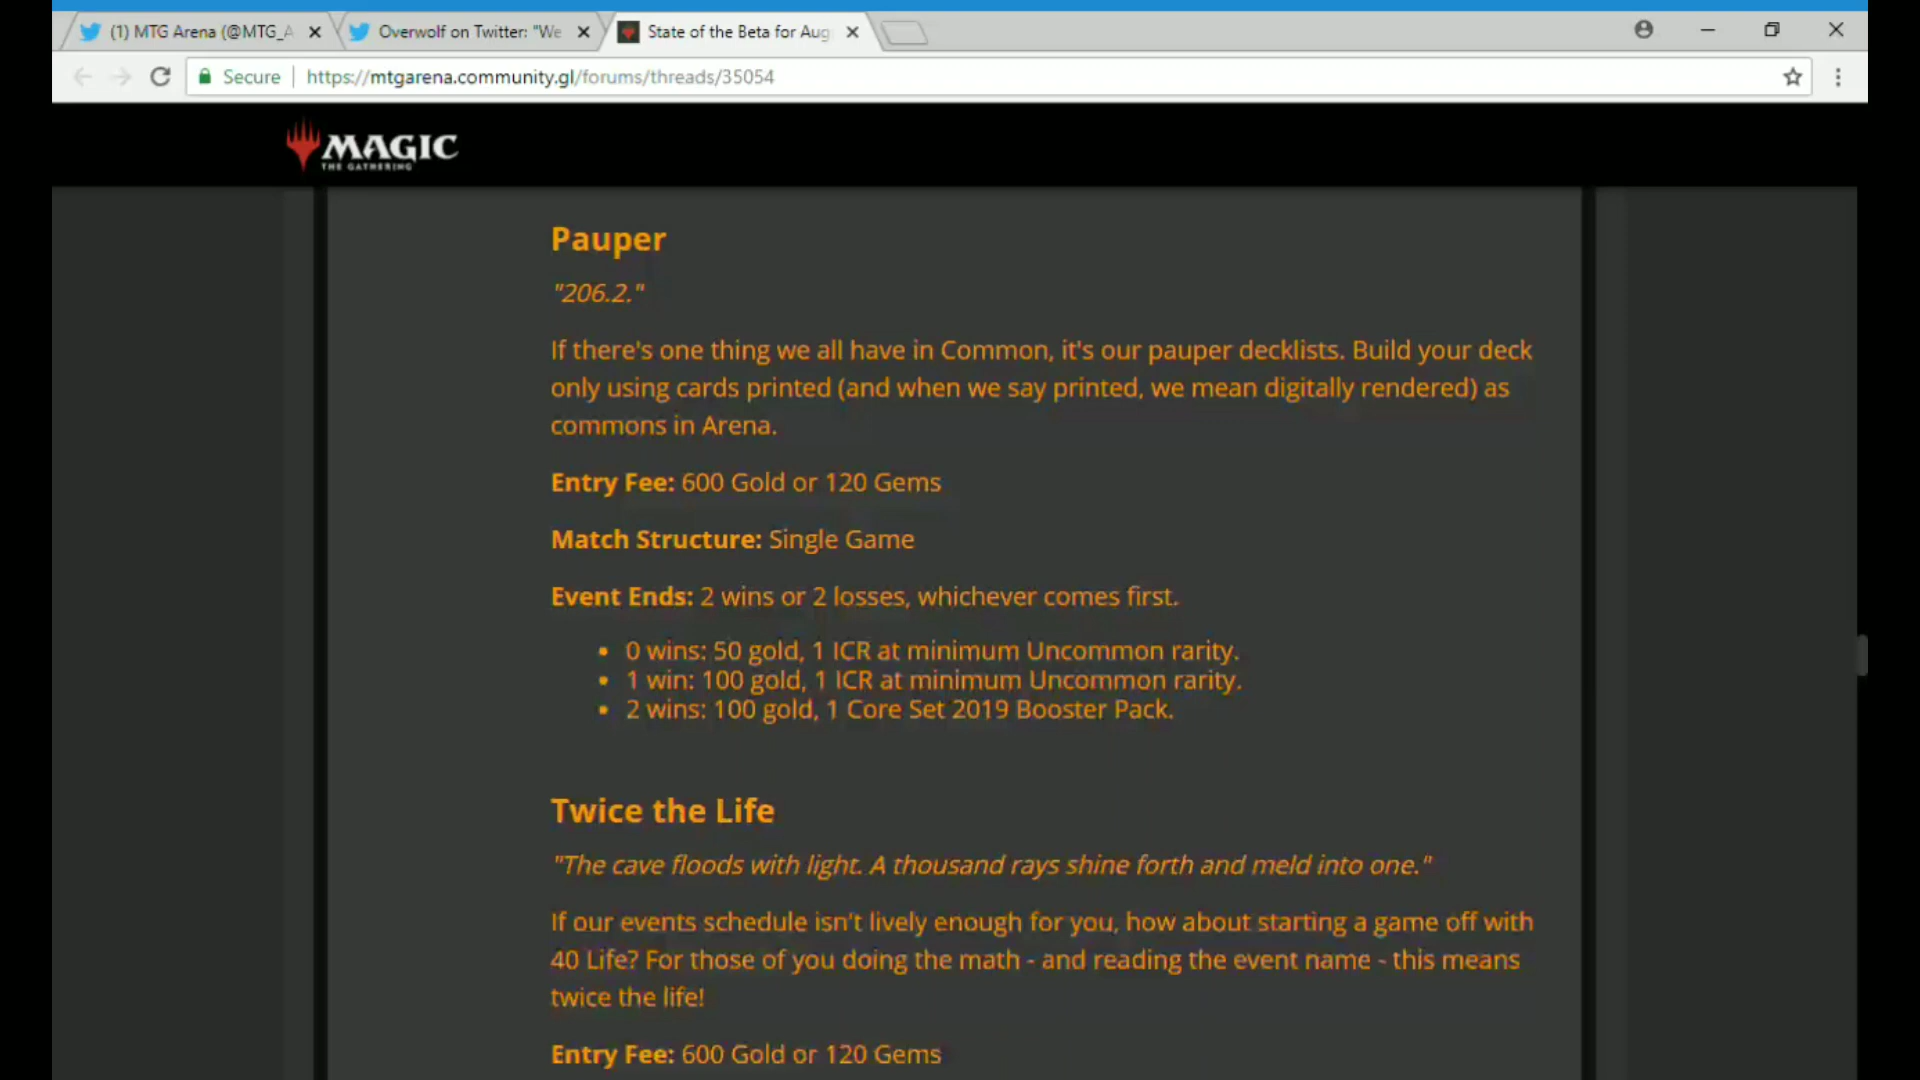 (1) MTG Arena (@MTG_A
Overwolf on Twitter: "We
State of the Beta for Aug
Secure
https://mtgarena.community.gl/forums/threads/35054
MAGIC
THE GATHERING
Pauper
"206.2."
If there's one thing we all have in Common, it's our pauper decklists. Build your deck
only using cards printed (and when we say printed, we mean digitally rendered) as
commons in Arena.
Entry Fee: 600 Gold or 120 Gems
Match Structure: Single Game
Event Ends: 2 wins or 2 losses, whichever comes first.
• 0 wins: 50 gold, 1 ICR at minimum Uncommon rarity.
• 1 win: 100 gold, 1 ICR at minimum Uncommon rarity.
• 2 wins: 100 gold, 1 Core Set 2019 Booster Pack.
Twice the Life
"The cave floods with light. A thousand rays shine forth and meld into one."
If our events schedule isn't lively enough for you, how about starting a game off with
40 Life? For those of you doing the math - and reading the event name - this means
twice the life!
Entry Fee: 600 Gold or 120 Gems